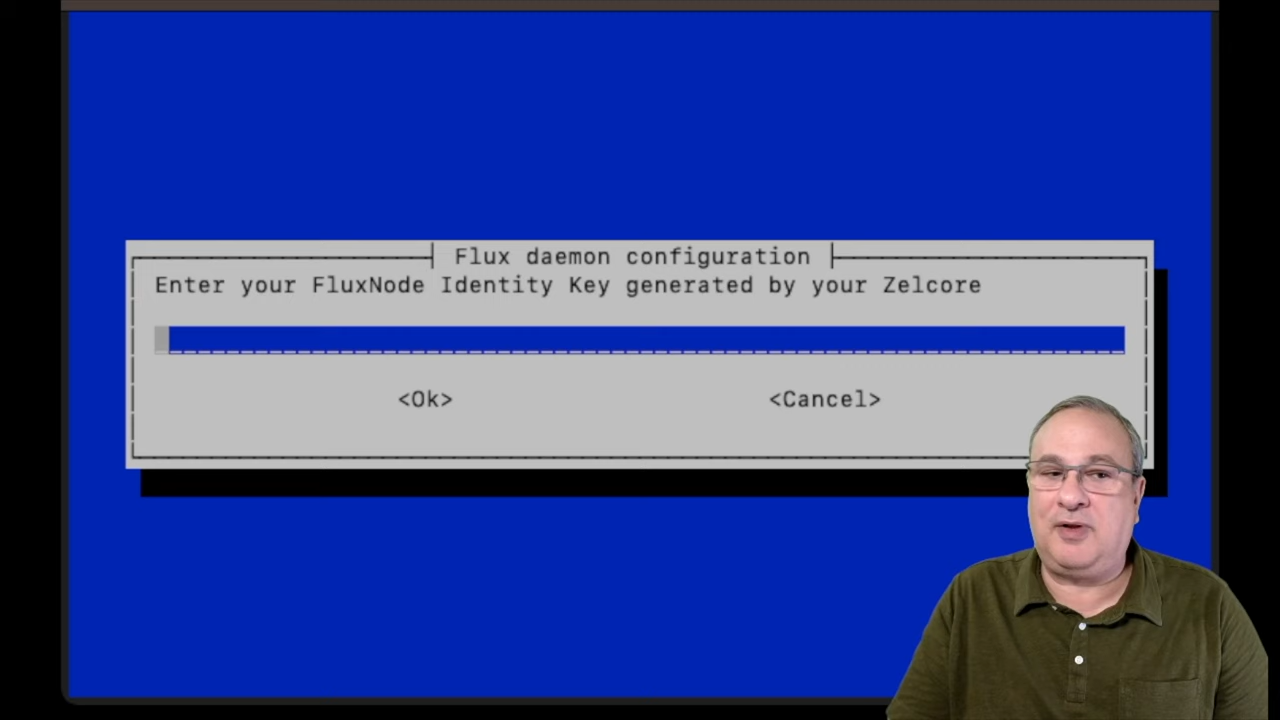 Flux daemon configuration
Enter your FluxNode Identity Key generated by your Zelcore
<Ok> <Cancel>